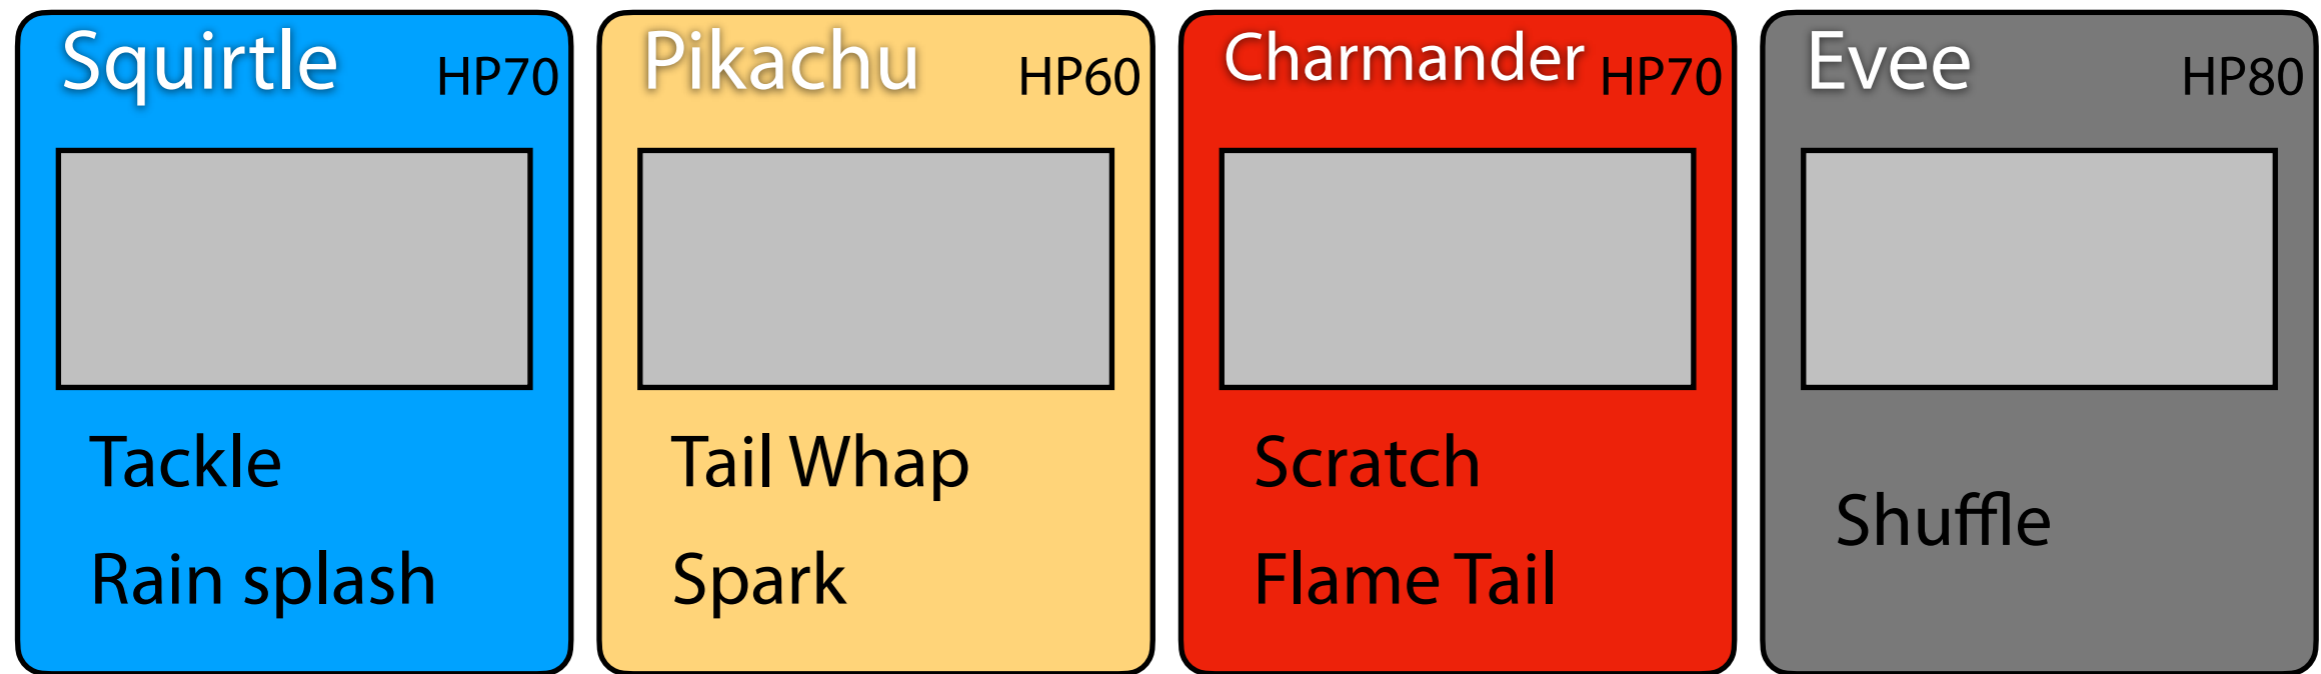 Squirtle HP70
Tackle
Rain splash
Pikachu HP60
Tail Whap
Spark
Charmander HP70
Scratch
Flame Tail
Evee HP80
Shuffle